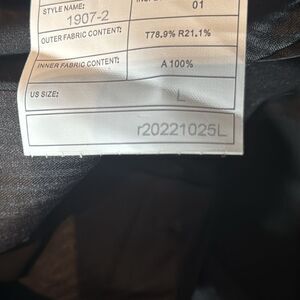 STYLE NAME:
1907-2
01
OUTER FABRIC CONTENT: T78.9% R21.1%
INNER FABRIC CONTENT: A 100%
US SIZE: L
r20221025L